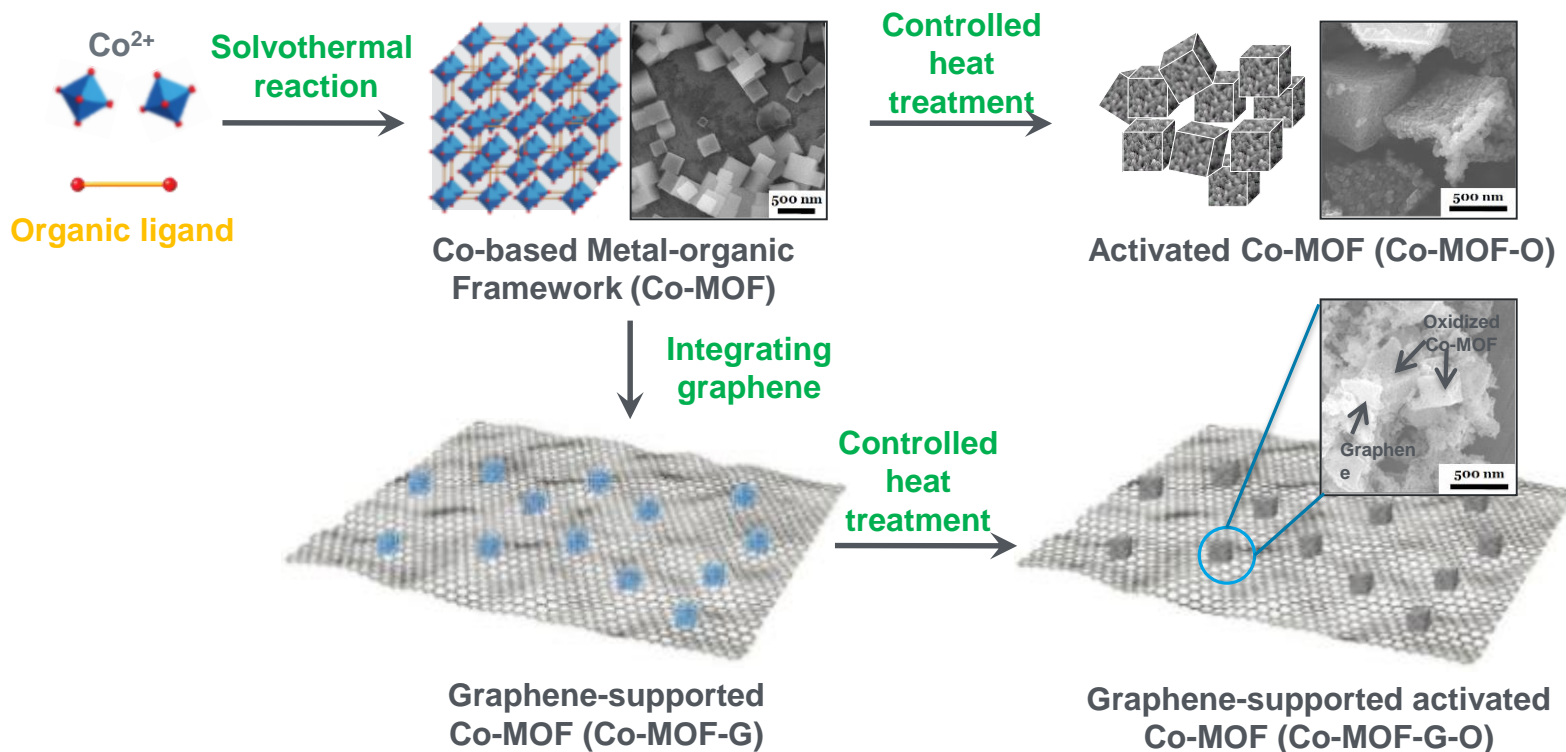 Co2+
Solvothermal
reaction
Organic ligand
500 nm
Co-based Metal-organic
Framework (Co-MOF)
Controlled
heat
treatment
500 nm
Activated Co-MOF (Co-MOF-O)
Integrating
graphene
Graphene-supported
Co-MOF (Co-MOF-G)
Controlled
heat
treatment
Oxidized
Co-MOF
Graphen
e
500 nm
Graphene-supported activated
Co-MOF (Co-MOF-G-O)